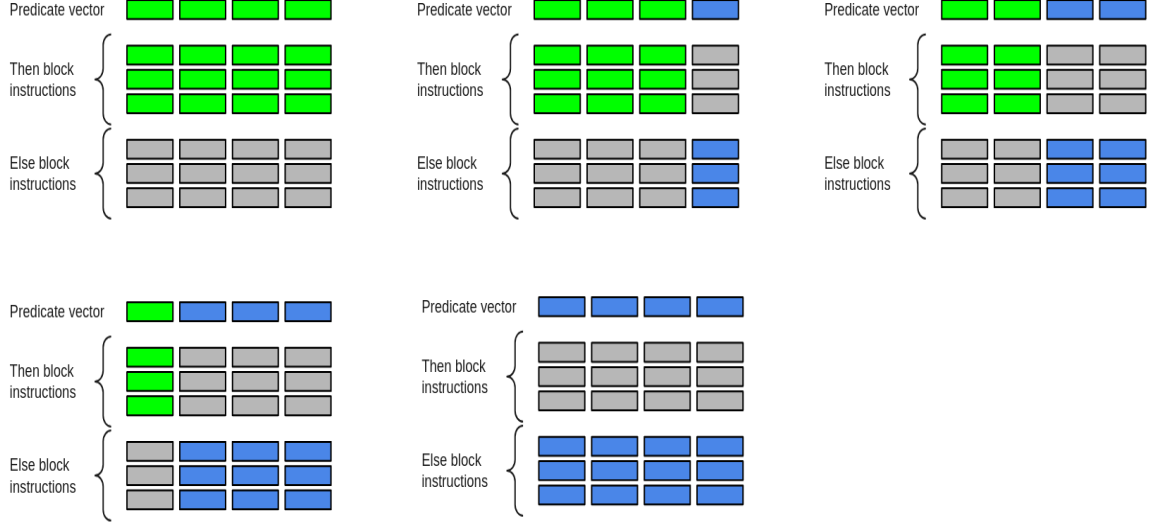 Predicate vector
Then block
instructions
Else block
instructions
Predicate vector
Then block
instructions
Else block
instructions
Predicate vector
Then block
instructions
Else block
instructions
Predicate vector
Then block
instructions
Else block
instructions
Predicate vector
Then block
instructions
Else block
instructions